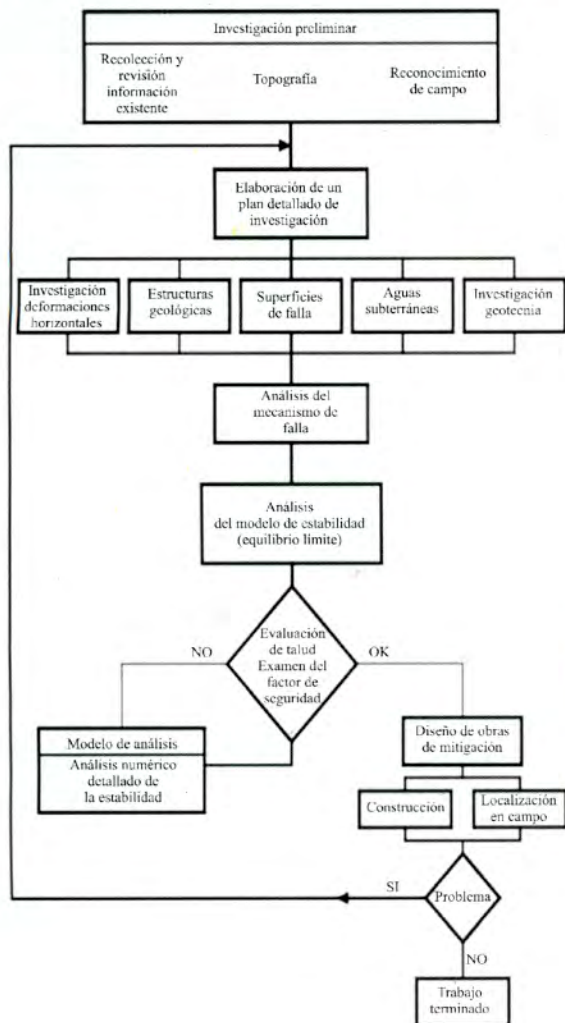 Investigación preliminar
Recolección y
revisión
información
existente
Topografía
Reconocimiento
de campo
Elaboración de un
plan detallado de
investigación
Investigación
deformaciones
horizontales
Estructuras
geológicas
Superficies
de falla
Aguas
subterráneas
Investigación
geotecnia
Análisis del
mecanismo de
falla
Análisis
del modelo de estabilidad
(equilibrio límite)
Evaluación
de talud
Examen del
factor de
seguridad
NO
OK
Modelo de análisis
Análisis numérico
detallado de
la estabilidad
Diseño de obras
de mitigación
Construcción
Localización
en campo
SI
Problema
NO
Trabajo
terminado